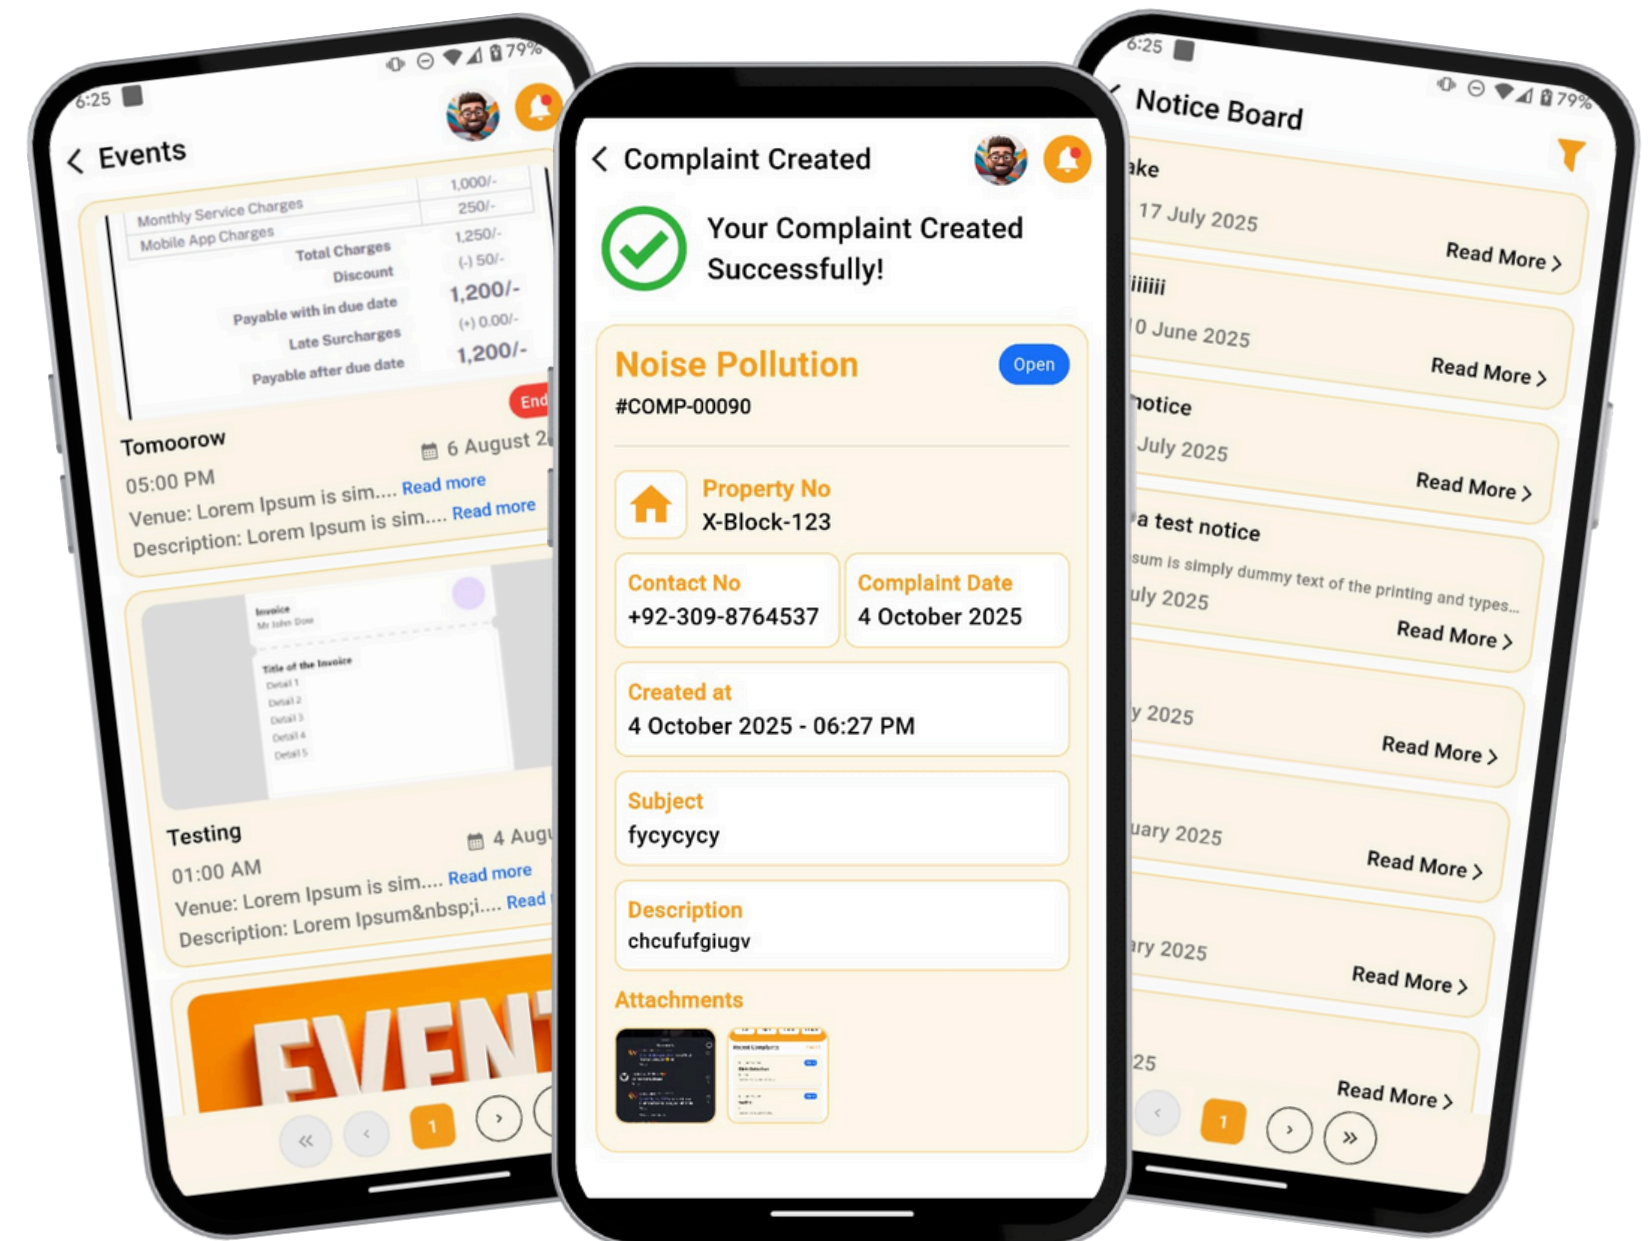 6:25
79%
Events
Monthly Service Charges 1,000/-
Mobile App Charges 250/-
Total Charges 1,250/-
Discount (-) 50/-
Payable with in due date 1,200/-
Late Surcharges (+) 0.00/-
Payable after due date 1,200/-
End
Tomoorow
6 August 2
05:00 PM
Venue: Lorem Ipsum is sim.... Read more
Description: Lorem Ipsum is sim.... Read more
Invoice
Mr John Dow
Title of the Invoice
Detail 1
Detail 2
Detail 3
Detail 4
Detail 5
Testing
4 Augu
01:00 AM
Venue: Lorem Ipsum is sim.... Read more
Description: Lorem Ipsum&nbsp;i.... Read
EVENT
1
Complaint Created
Your Complaint Created
Successfully!
Noise Pollution
Open
#COMP-00090
Property No
X-Block-123
Contact No
+92-309-8764537
Complaint Date
4 October 2025
Created at
4 October 2025 - 06:27 PM
Subject
fycycycy
Description
chcufufgiugv
Attachments
6:25
79%
Notice Board
ake
17 July 2025
Read More
iiiiii
0 June 2025
Read More
notice
July 2025
Read More
a test notice
sum is simply dummy text of the printing and types...
uly 2025
Read More
y 2025
Read More
uary 2025
Read More
ary 2025
Read More
25
Read More
1